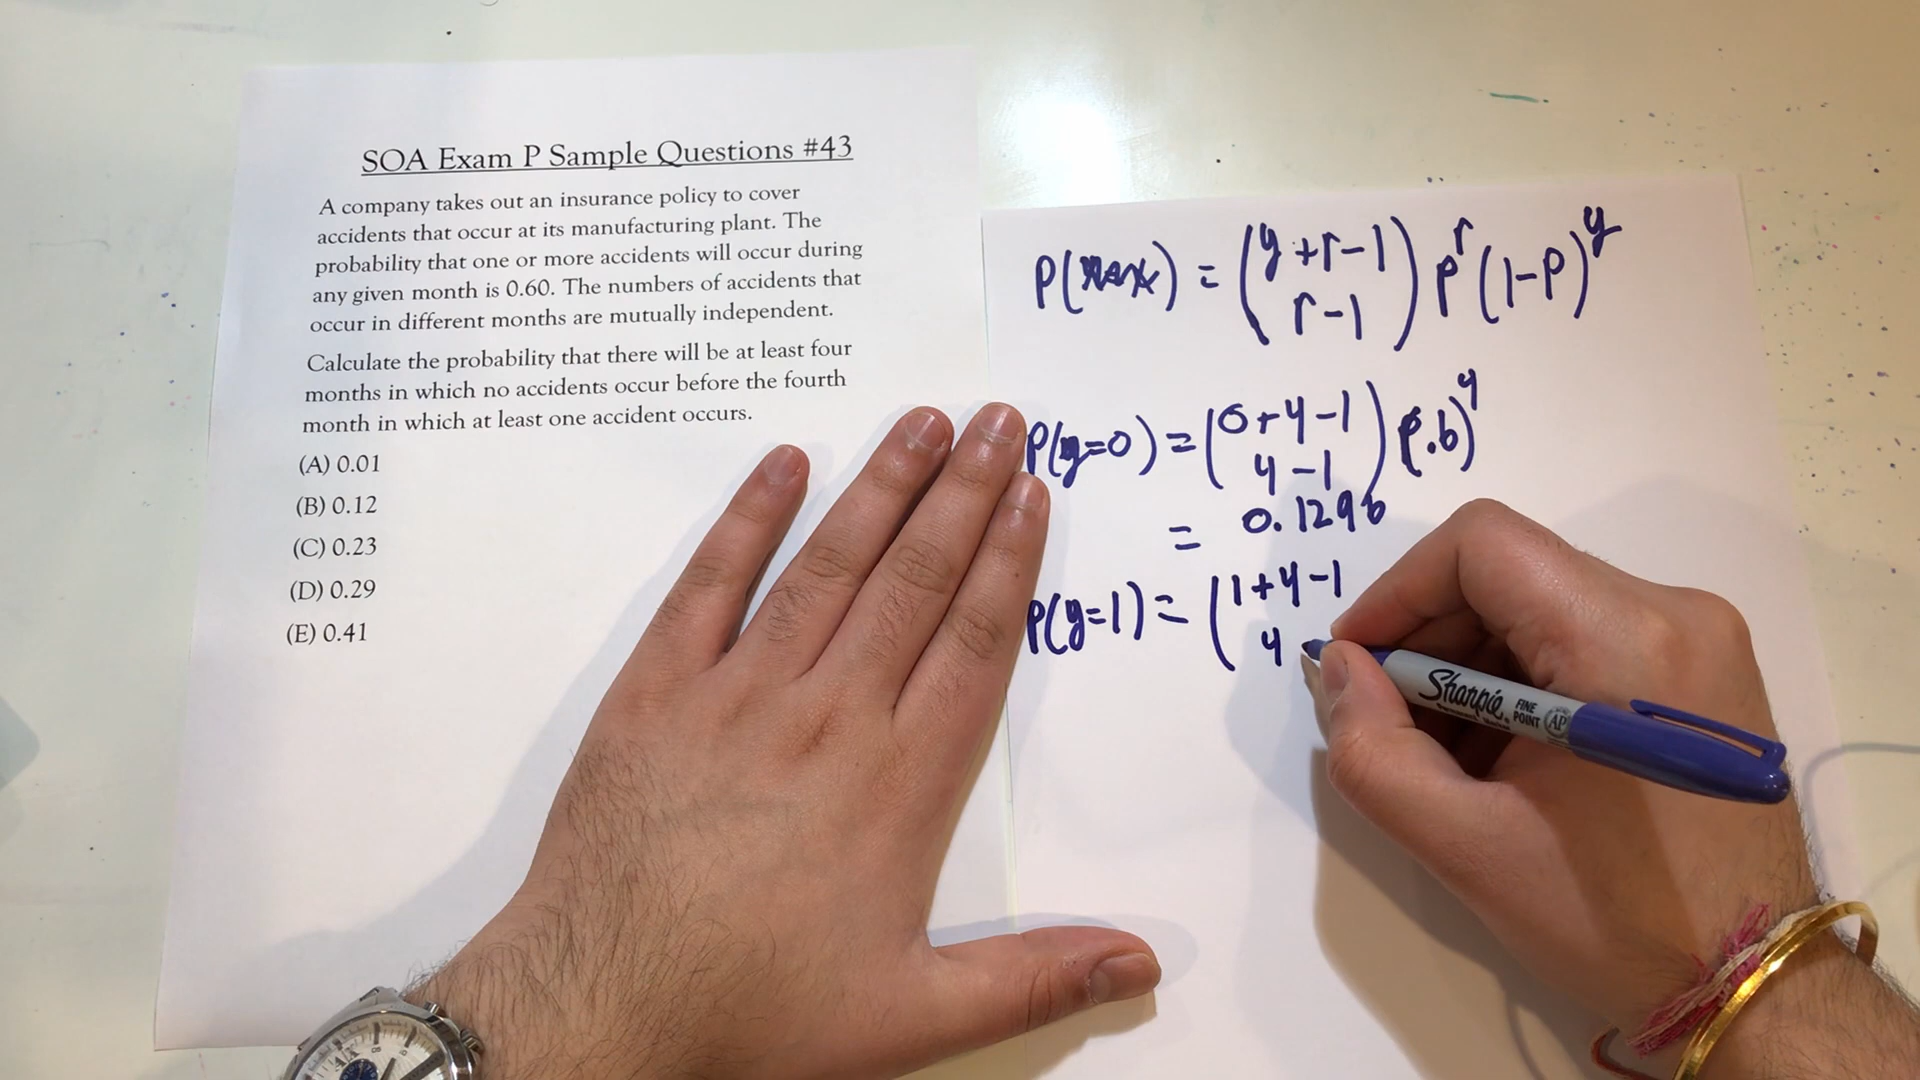 SOA Exam P Sample Questions #43
A company takes out an insurance policy to cover
accidents that occur at its manufacturing plant. The
probability that one or more accidents will occur during
any given month is 0.60. The numbers of accidents that
occur in different months are mutually independent.
Calculate the probability that there will be at least four
months in which no accidents occur before the fourth
month in which at least one accident occurs.
(A) 0.01
(B) 0.12
(C) 0.23
(D) 0.29
(E) 0.41
P( ) = (y+r-1 r-1) p^r (1-p)^y
P(y=0) = (0+4-1 4-1) (.6)^4
= 0.1296
P(y=1) = (1+4-1 4
Sharpie FINE POINT AP